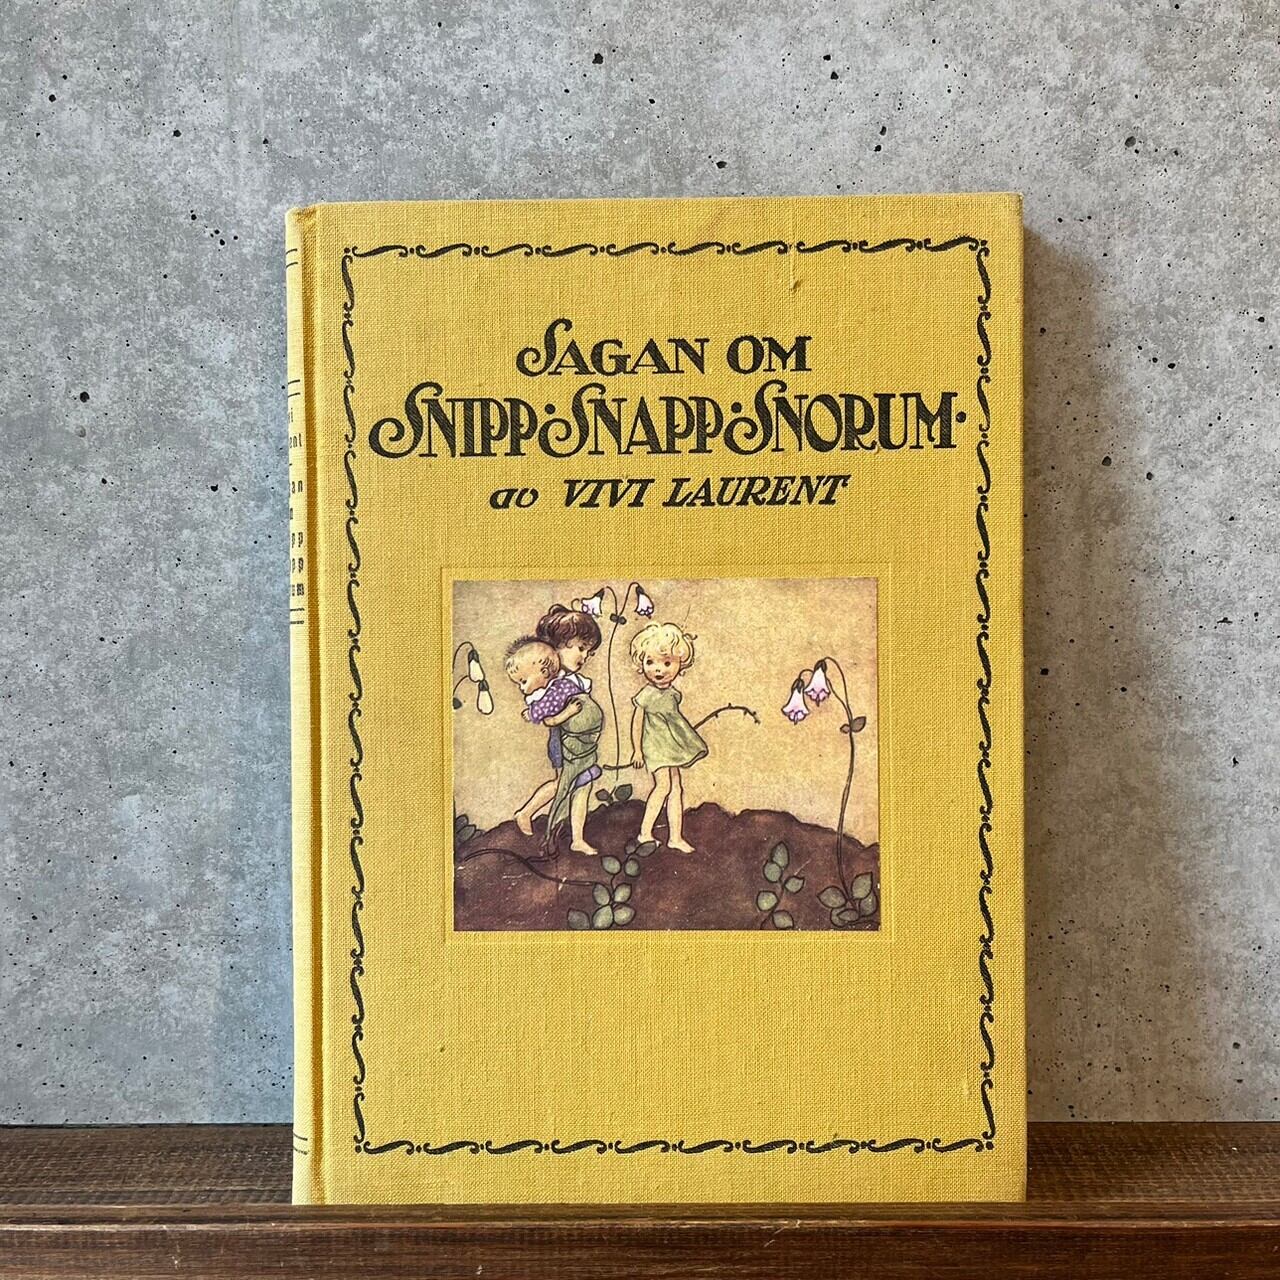 SAGAN OM
SNIPP·SNAPP·SNORUM·
av VIVI LAURENT